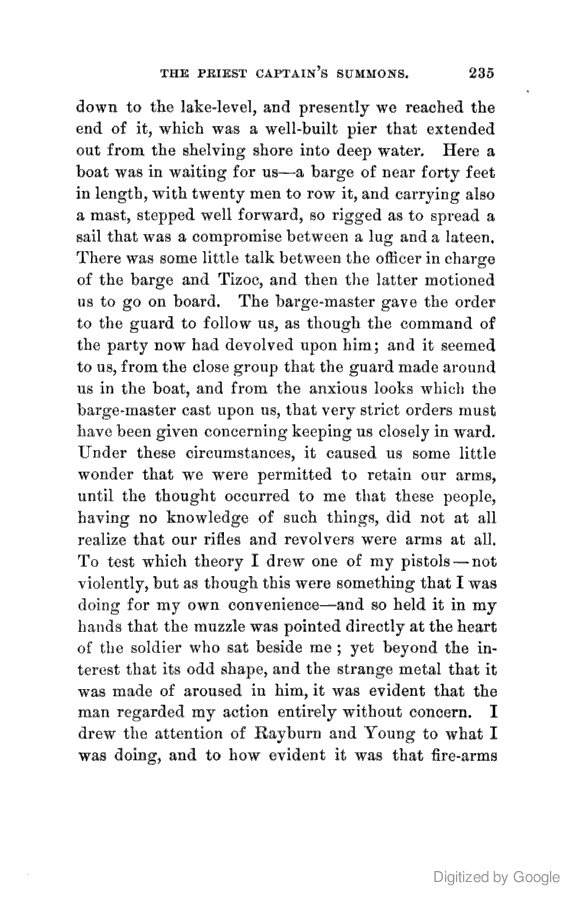 THE PRIEST CAPTAIN'S SUMMONS. 235
down to the lake-level, and presently we reached the
end of it, which was a well-built pier that extended
out from the shelving shore into deep water. Here a
boat was in waiting for us—a barge of near forty feet
in length, with twenty men to row it, and carrying also
a mast, stepped well forward, so rigged as to spread a
sail that was a compromise between a lug and a lateen.
There was some little talk between the officer in charge
of the barge and Tizoc, and then the latter motioned
us to go on board. The barge-master gave the order
to the guard to follow us, as though the command of
the party now had devolved upon him; and it seemed
to us, from the close group that the guard made around
us in the boat, and from the anxious looks which the
barge-master cast upon us, that very strict orders must
have been given concerning keeping us closely in ward.
Under these circumstances, it caused us some little
wonder that we were permitted to retain our arms,
until the thought occurred to me that these people,
having no knowledge of such things, did not at all
realize that our rifles and revolvers were arms at all.
To test which theory I drew one of my pistols—not
violently, but as though this were something that I was
doing for my own convenience—and so held it in my
hands that the muzzle was pointed directly at the heart
of the soldier who sat beside me; yet beyond the in-
terest that its odd shape, and the strange metal that it
was made of aroused in him, it was evident that the
man regarded my action entirely without concern. I
drew the attention of Rayburn and Young to what I
was doing, and to how evident it was that fire-arms
Digitized by Google